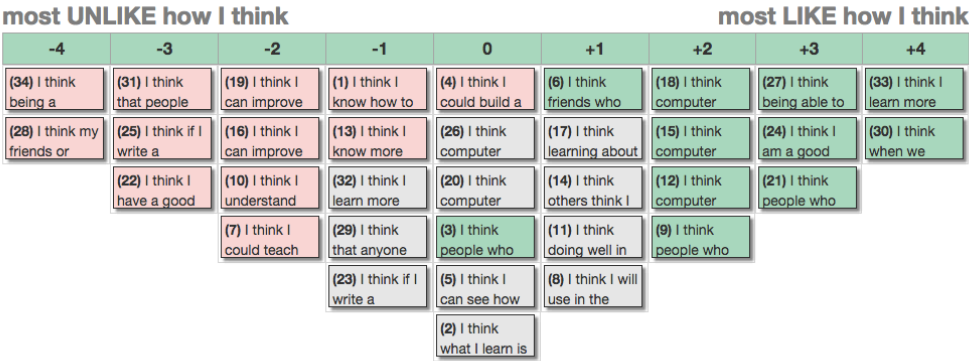 most UNLIKE how I think
most LIKE how I think
-4 -3 -2 -1 0 +1 +2 +3 +4
(34) I think being a
(31) I think that people
(19) I think I can improve
(1) I think I know how to
(4) I think I could build a
(6) I think friends who
(18) I think computer
(27) I think being able to
(33) I think I learn more
(28) I think my friends or
(25) I think if I write a
(16) I think I can improve
(13) I think I know more
(26) I think computer
(17) I think learning about
(15) I think computer
(24) I think I am a good
(30) I think when we
(22) I think I have a good
(10) I think I understand
(32) I think I learn more
(20) I think computer
(14) I think others think I
(12) I think computer
(21) I think people who
(7) I think I could teach
(29) I think that anyone
(3) I think people who
(11) I think doing well in
(9) I think people who
(23) I think if I write a
(5) I think I can see how
(8) I think I will use in the
(2) I think what I learn is